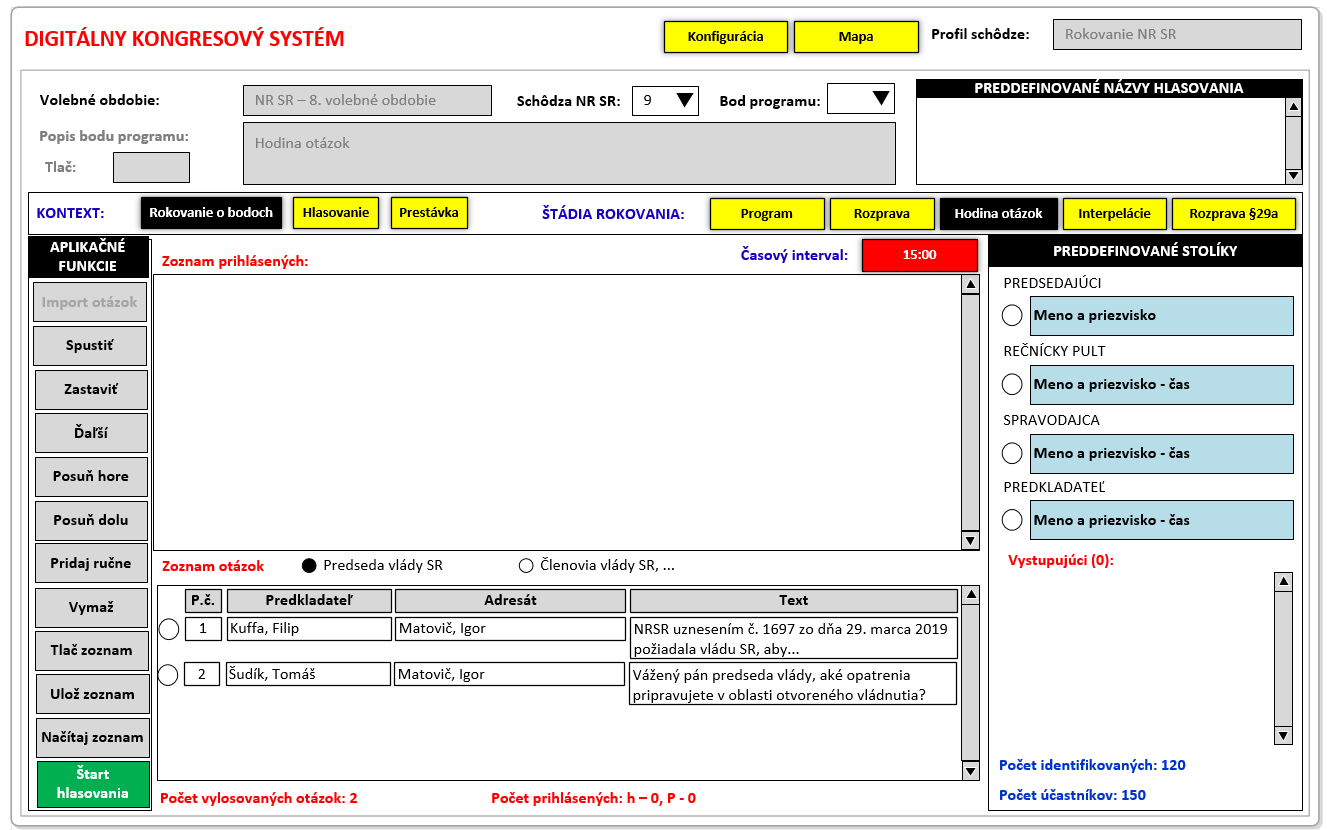 DIGITÁLNY KONGRESOVÝ SYSTÉM
Konfigurácia
Mapa
Profil schôdze:
Rokovanie NR SR
Volebné obdobie:
NR SR – 8. volebné obdobie
Schôdza NR SR:
9
Bod programu:
PREDDEFINOVANÉ NÁZVY HLASOVANIA
Popis bodu programu:
Hodina otázok
Tlač:
KONTEXT:
Rokovanie o bodoch
Hlasovanie
Prestávka
ŠTÁDIA ROKOVANIA:
Program
Rozprava
Hodina otázok
Interpelácie
Rozprava §29a
APLIKAČNÉ
FUNKCIE
Import otázok
Spustiť
Zastaviť
Ďaľší
Posuň hore
Posuň dolu
Pridaj ručne
Vymaž
Tlač zoznam
Ulož zoznam
Načítaj zoznam
Štart
hlasovania
Zoznam prihlásených:
Časový interval:
15:00
Zoznam otázok
Predseda vlády SR
Členovia vlády SR, ...
P.č.
Predkladateľ
Adresát
Text
1
Kuffa, Filip
Matovič, Igor
NRSR uznesením č. 1697 zo dňa 29. marca 2019
požiadala vládu SR, aby...
2
Šudík, Tomáš
Matovič, Igor
Vážený pán predseda vlády, aké opatrenia
pripravujete v oblasti otvoreného vládnutia?
Počet vylosovaných otázok: 2
Počet prihlásených: h – 0, P - 0
PREDDEFINOVANÉ STOLÍKY
PREDSEDAJÚCI
Meno a priezvisko
REČNÍCKY PULT
Meno a priezvisko - čas
SPRAVODAJCA
Meno a priezvisko - čas
PREDKLADATEĽ
Meno a priezvisko - čas
Vystupujúci (0):
Počet identifikovaných: 120
Počet účastníkov: 150